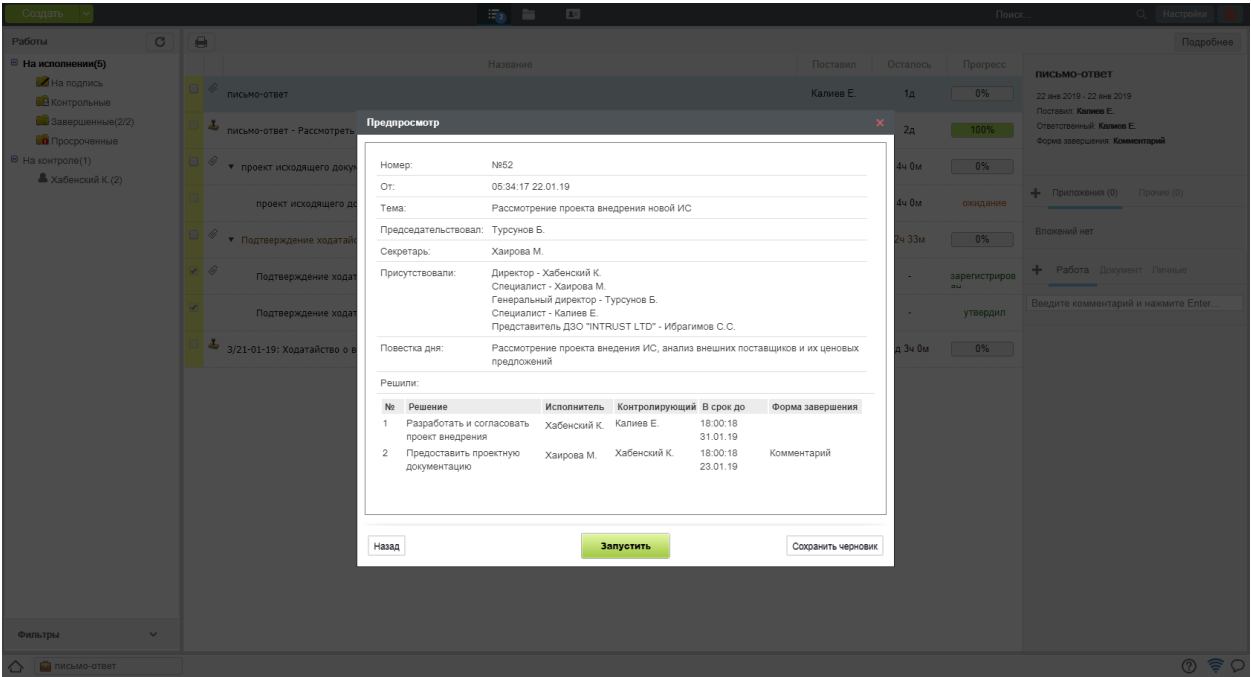 Создать
2
Поиск...
Настройки
Работы
Подробнее
На исполнении(5)
На подпись
Контрольные
Завершенные(2/2)
Просроченные
На контроле(1)
Хабенский К.(2)
Название
Поставил
Осталось
Прогресс
письмо-ответ
Калиев Е.
1д
0%
письмо-ответ - Рассмотреть
2д
100%
проект исходящего докум
4ч 0м
0%
проект исходящего до
4ч 0м
ожидание
Подтверждение ходатайс
2ч 33м
0%
Подтверждение ходат
-
зарегистриров
ан
Подтверждение ходат
-
утвердил
3/21-01-19: Ходатайство о в
д 3ч 0м
0%
письмо-ответ
22 янв 2019 - 22 янв 2019
Поставил: Калиев Е.
Ответственный: Калиев Е.
Форма завершения: Комментарий
Приложения (0)
Прочее (0)
Вложений нет
Работа Документ Личные
Введите комментарий и нажмите Enter...
Предпросмотр
Номер: №52
От: 05:34:17 22.01.19
Тема: Рассмотрение проекта внедрения новой ИС
Председательствовал: Турсунов Б.
Секретарь: Хаирова М.
Присутствовали: Директор - Хабенский К.
Специалист - Хаирова М.
Генеральный директор - Турсунов Б.
Специалист - Калиев Е.
Представитель ДЗО "INTRUST LTD" - Ибрагимов С.С.
Повестка дня: Рассмотрение проекта внедения ИС, анализ внешних поставщиков и их ценовых
предложений
Решили:
№ Решение Исполнитель Контролирующий В срок до Форма завершения
1 Разработать и согласовать Хабенский К. Калиев Е. 18:00:18
проект внедрения 31.01.19
2 Предоставить проектную Хаирова М. Хабенский К. 18:00:18 Комментарий
документацию 23.01.19
Назад
Запустить
Сохранить черновик
Фильтры
письмо-ответ